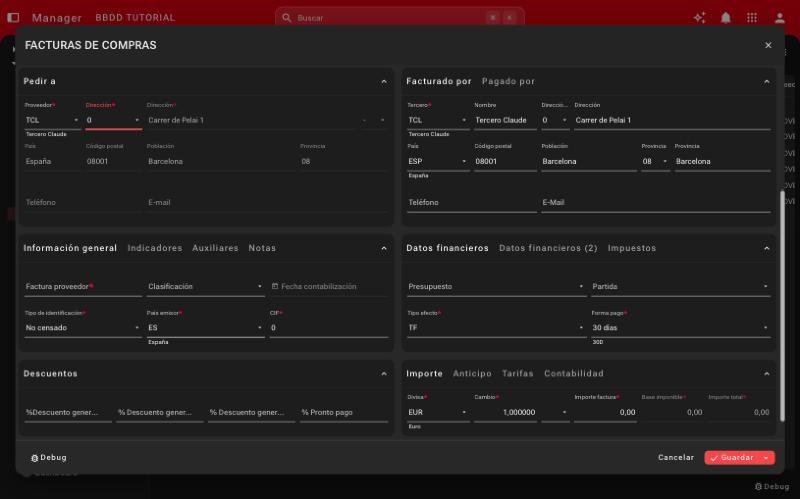 Manager BBDD TUTORIAL
Buscar
⌘ K
FACTURAS DE COMPRAS
Pedir a
Proveedor* Dirección* Dirección*
TCL 0 Carrer de Pelai 1 -
Tercero Claude
País Código postal Población Provincia
España 08001 Barcelona 08
Teléfono E-mail
Facturado por Pagado por
Tercero* Nombre Direcció... Dirección
TCL Tercero Claude 0 Carrer de Pelai 1
Tercero Claude
País Código postal Población Provincia Provincia
ESP 08001 Barcelona 08 Barcelona
España
Teléfono E-Mail
Información general Indicadores Auxiliares Notas
Factura proveedor* Clasificación Fecha contabilización
Tipo de identificación* País emisor* CIF*
No censado ES 0
España
Datos financieros Datos financieros (2) Impuestos
Presupuesto Partida
Tipo efecto* Forma pago*
TF 30 días
30D
Descuentos
%Descuento gener... % Descuento gener... % Descuento gener... % Pronto pago
Importe Anticipo Tarifas Contabilidad
Divisa* Cambio* Importe factura* Base imponible* Importe total*
EUR 1,000000 0,00 0,00 0,00
Euro
Debug
Cancelar Guardar
Debug